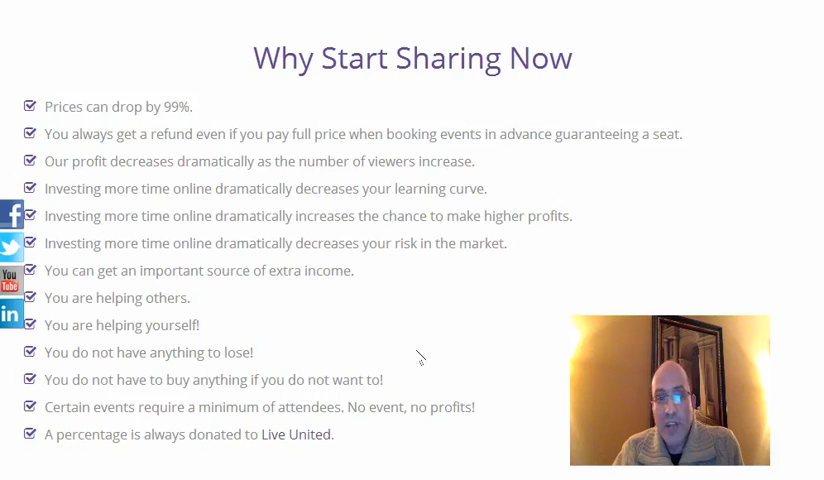 Why Start Sharing Now
Prices can drop by 99%.
You always get a refund even if you pay full price when booking events in advance guaranteeing a seat.
Our profit decreases dramatically as the number of viewers increase.
Investing more time online dramatically decreases your learning curve.
Investing more time online dramatically increases the chance to make higher profits.
Investing more time online dramatically decreases your risk in the market.
You can get an important source of extra income.
You are helping others.
You are helping yourself!
You do not have anything to lose!
You do not have to buy anything if you do not want to!
Certain events require a minimum of attendees. No event, no profits!
A percentage is always donated to Live United.
f
You
Tube
in